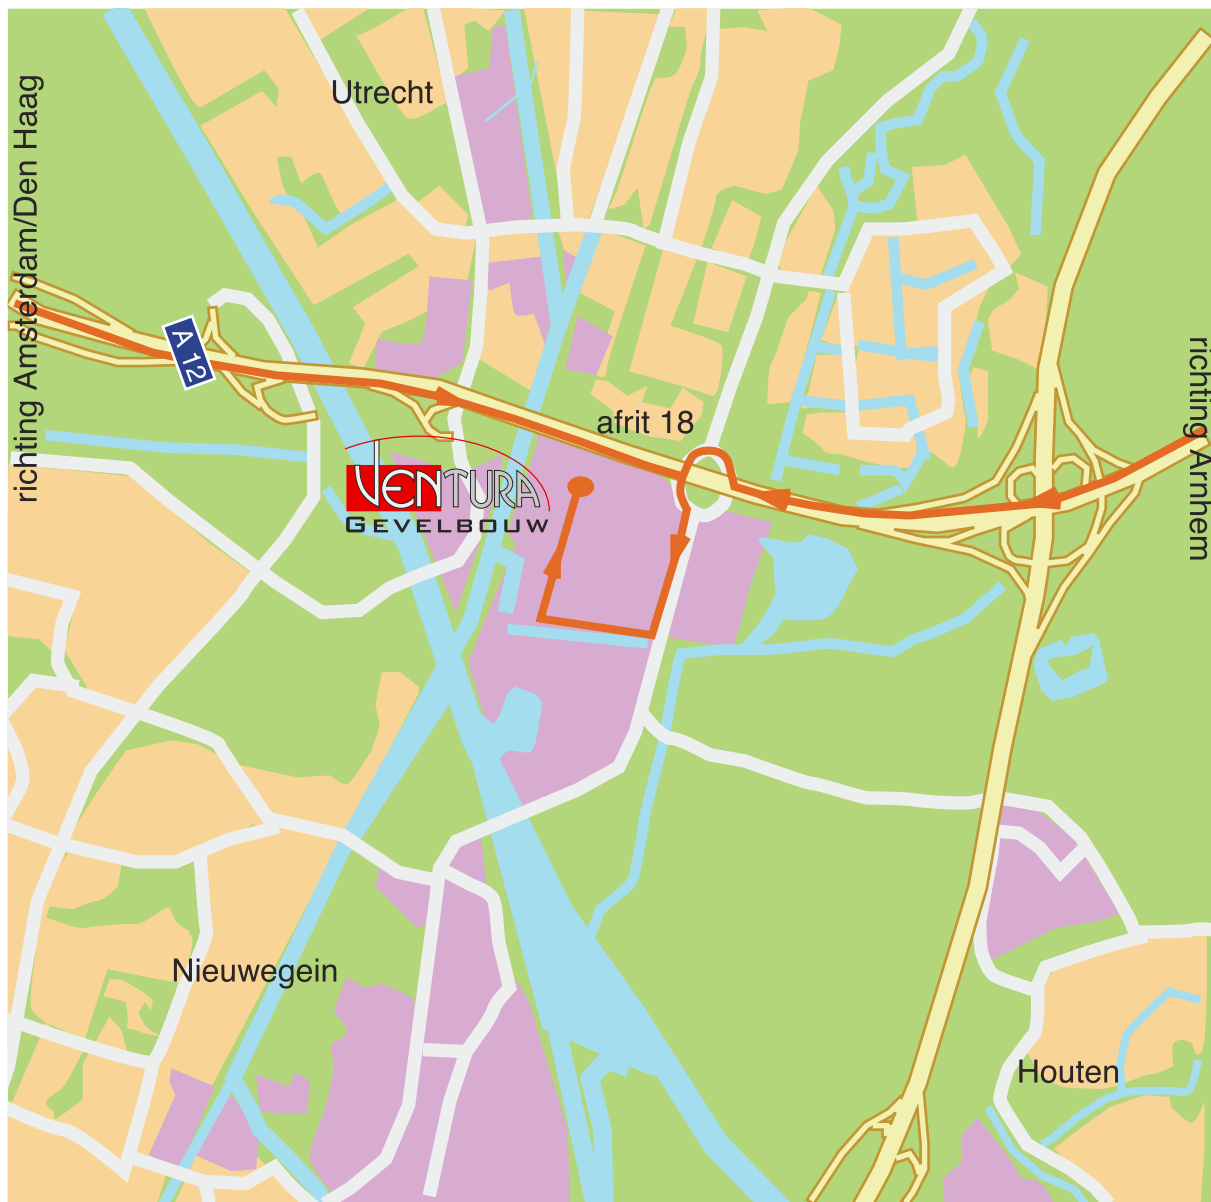 Utrecht
richting Amsterdam/Den Haag
A 12
afrit 18
richting Arnhem
VENTURA
GEVELBOUW
Nieuwegein
Houten